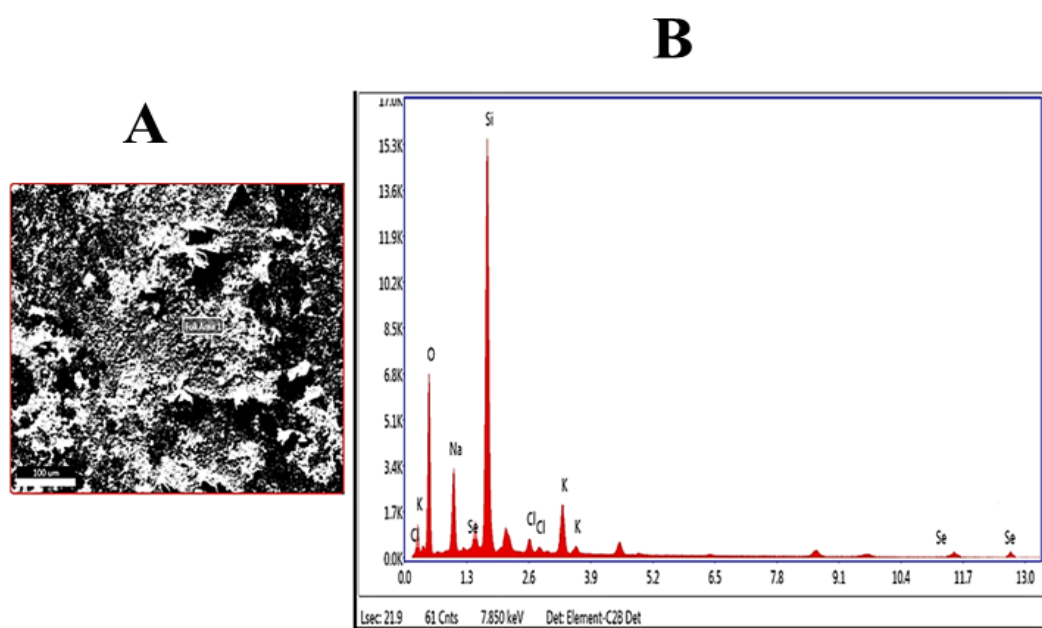 B
A
Full Area 1
100 um
17.0K
15.3K
13.6K
11.9K
10.2K
8.5K
6.8K
5.1K
3.4K
1.7K
0.0K
Si
O
Na
K
Cl
Se
Cl
Cl
K
K
Se
Se
0.0 1.3 2.6 3.9 5.2 6.5 7.8 9.1 10.4 11.7 13.0
Lsec: 21.9 61 Cnts 7.850 keV Det: Element-C2B Det